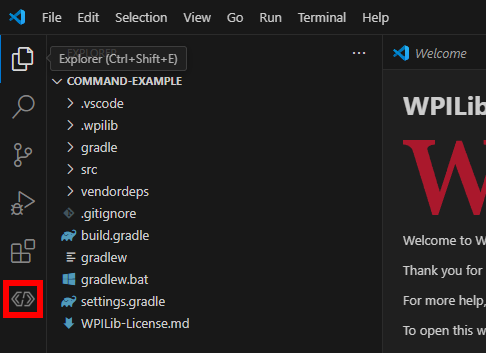 File Edit Selection View Go Run Terminal Help
Explorer (Ctrl+Shift+E)
Welcome
COMMAND-EXAMPLE
.vscode
.wpilib
gradle
src
vendordeps
.gitignore
build.gradle
gradlew
gradlew.bat
settings.gradle
WPILib-License.md
WPILib
W
Welcome to W
Thank you for
For more help,
To open this w